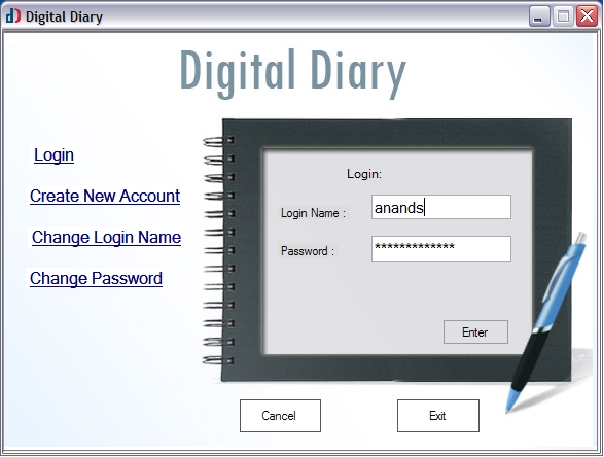 Digital Diary
Digital Diary
Login
Create New Account
Change Login Name
Change Password
Login:
Login Name : anands
Password : *************
Enter
Cancel
Exit